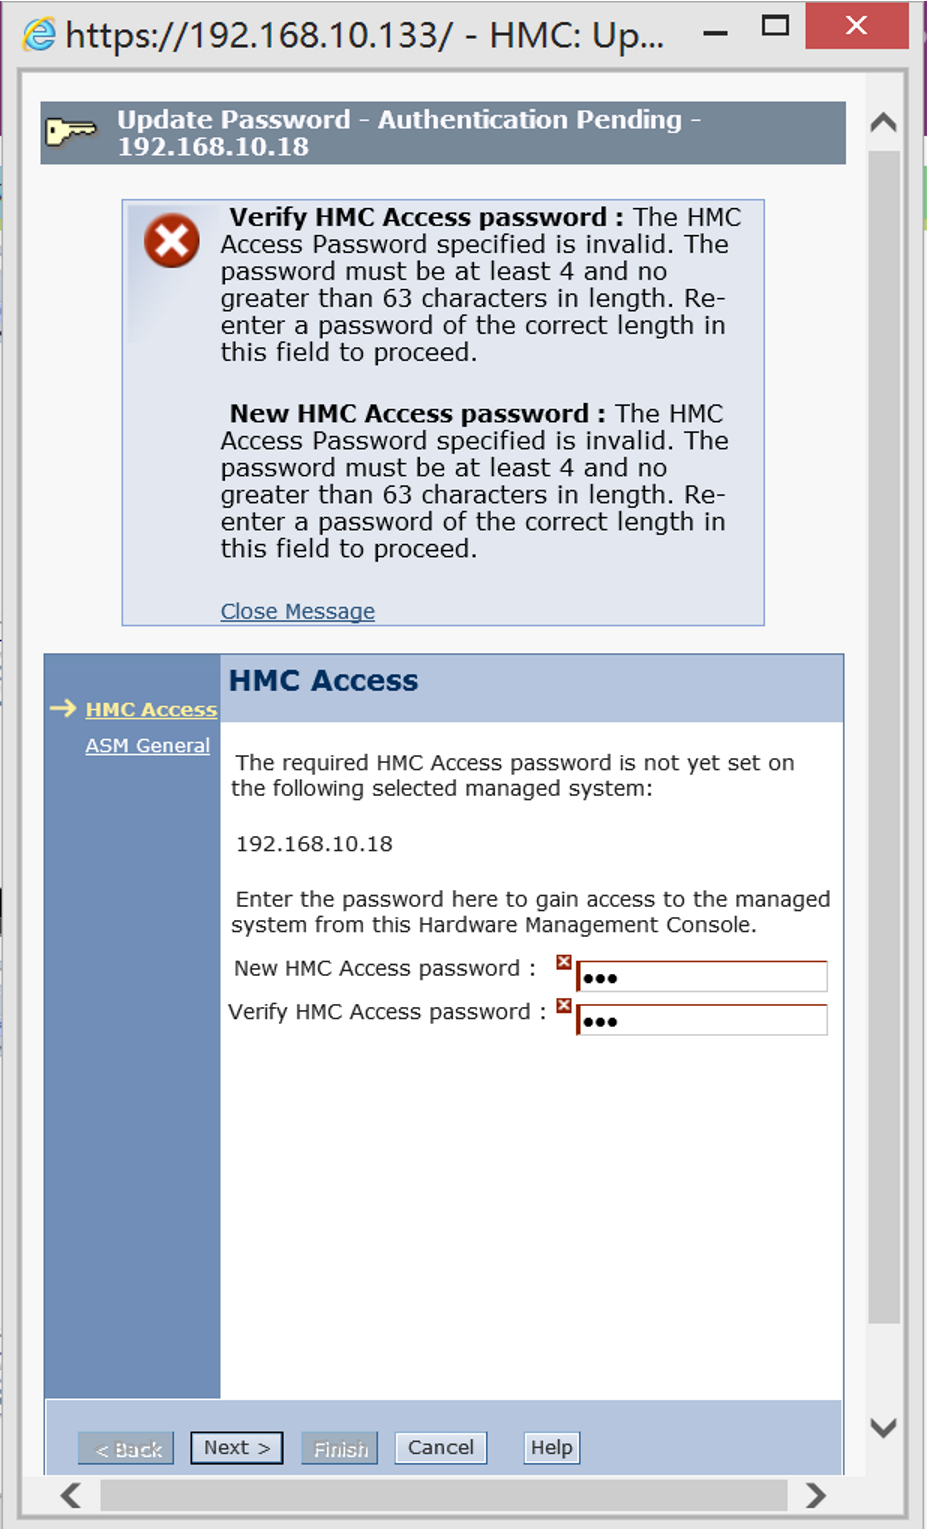 https://192.168.10.133/ - HMC: Up...
Update Password - Authentication Pending -
192.168.10.18
Verify HMC Access password : The HMC
Access Password specified is invalid. The
password must be at least 4 and no
greater than 63 characters in length. Re-
enter a password of the correct length in
this field to proceed.
New HMC Access password : The HMC
Access Password specified is invalid. The
password must be at least 4 and no
greater than 63 characters in length. Re-
enter a password of the correct length in
this field to proceed.
Close Message
HMC Access
HMC Access
ASM General
The required HMC Access password is not yet set on
the following selected managed system:
192.168.10.18
Enter the password here to gain access to the managed
system from this Hardware Management Console.
New HMC Access password :
Verify HMC Access password :
< Back Next > Finish Cancel Help